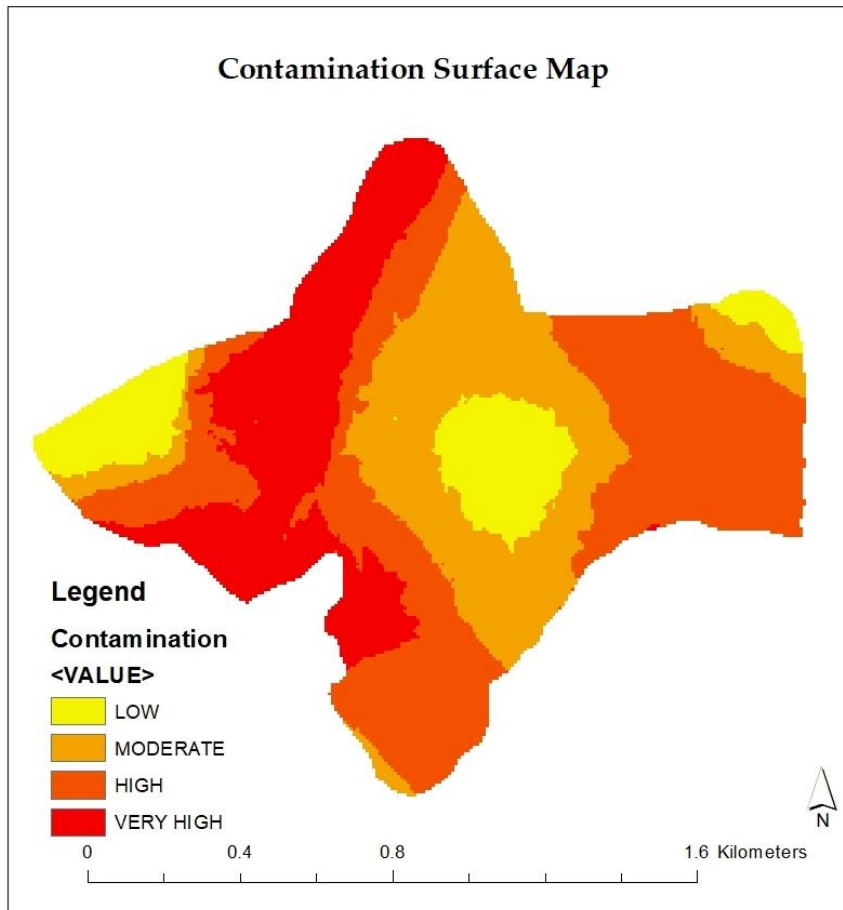 Contamination Surface Map
Legend
Contamination
<VALUE>
LOW
MODERATE
HIGH
VERY HIGH
N
0 0.4 0.8 1.6 Kilometers